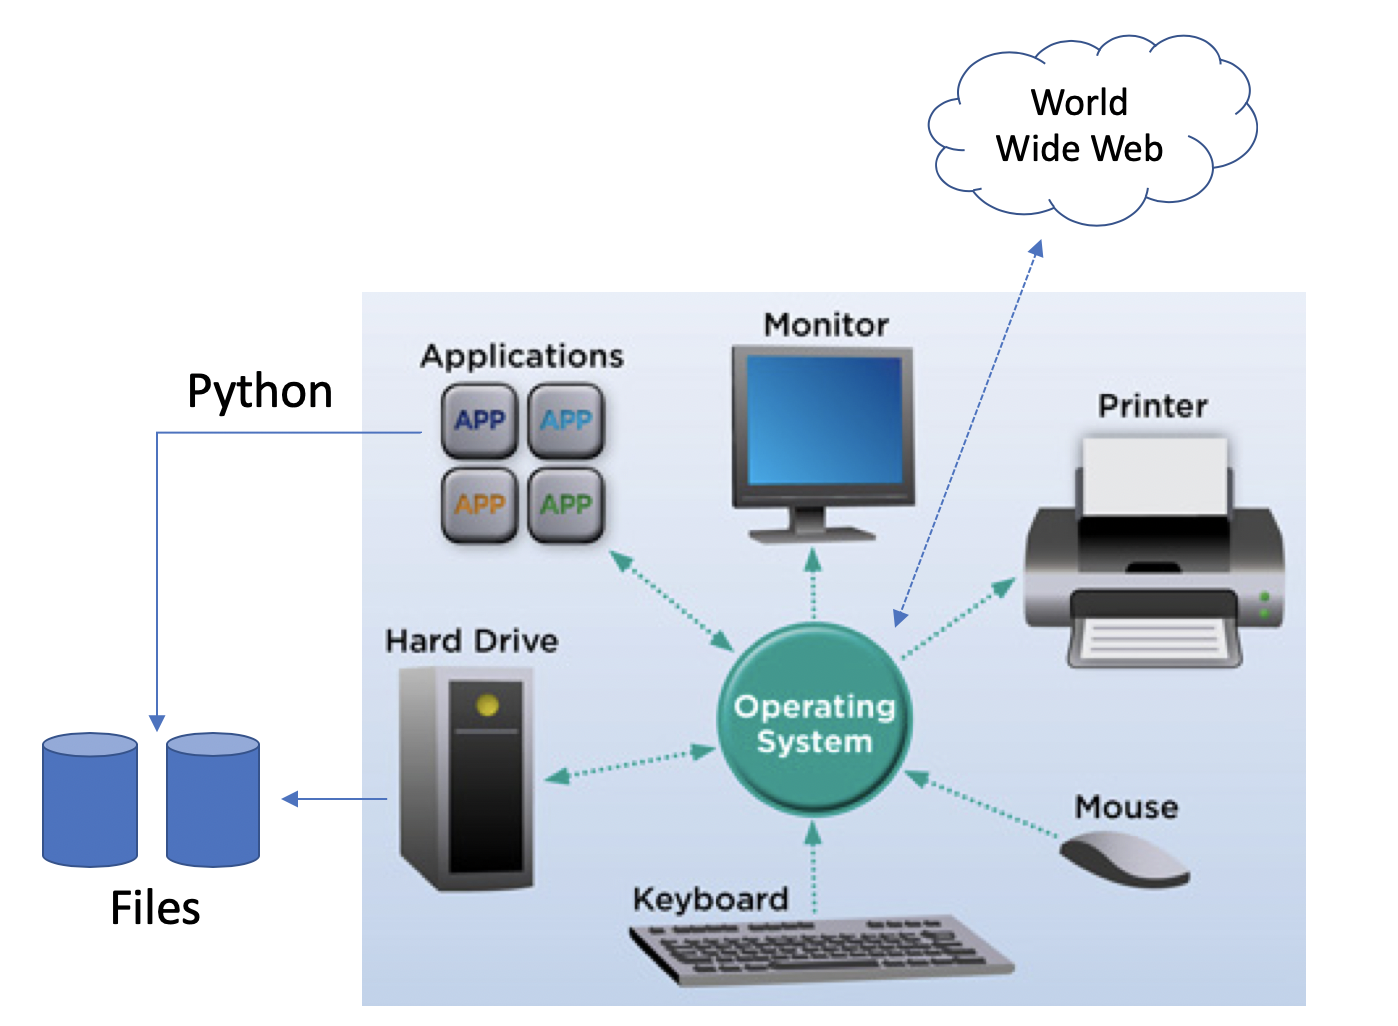 World
Wide Web
Monitor
Applications
Python
Printer
APP APP
APP APP
Hard Drive
Operating
System
Mouse
Keyboard
Files